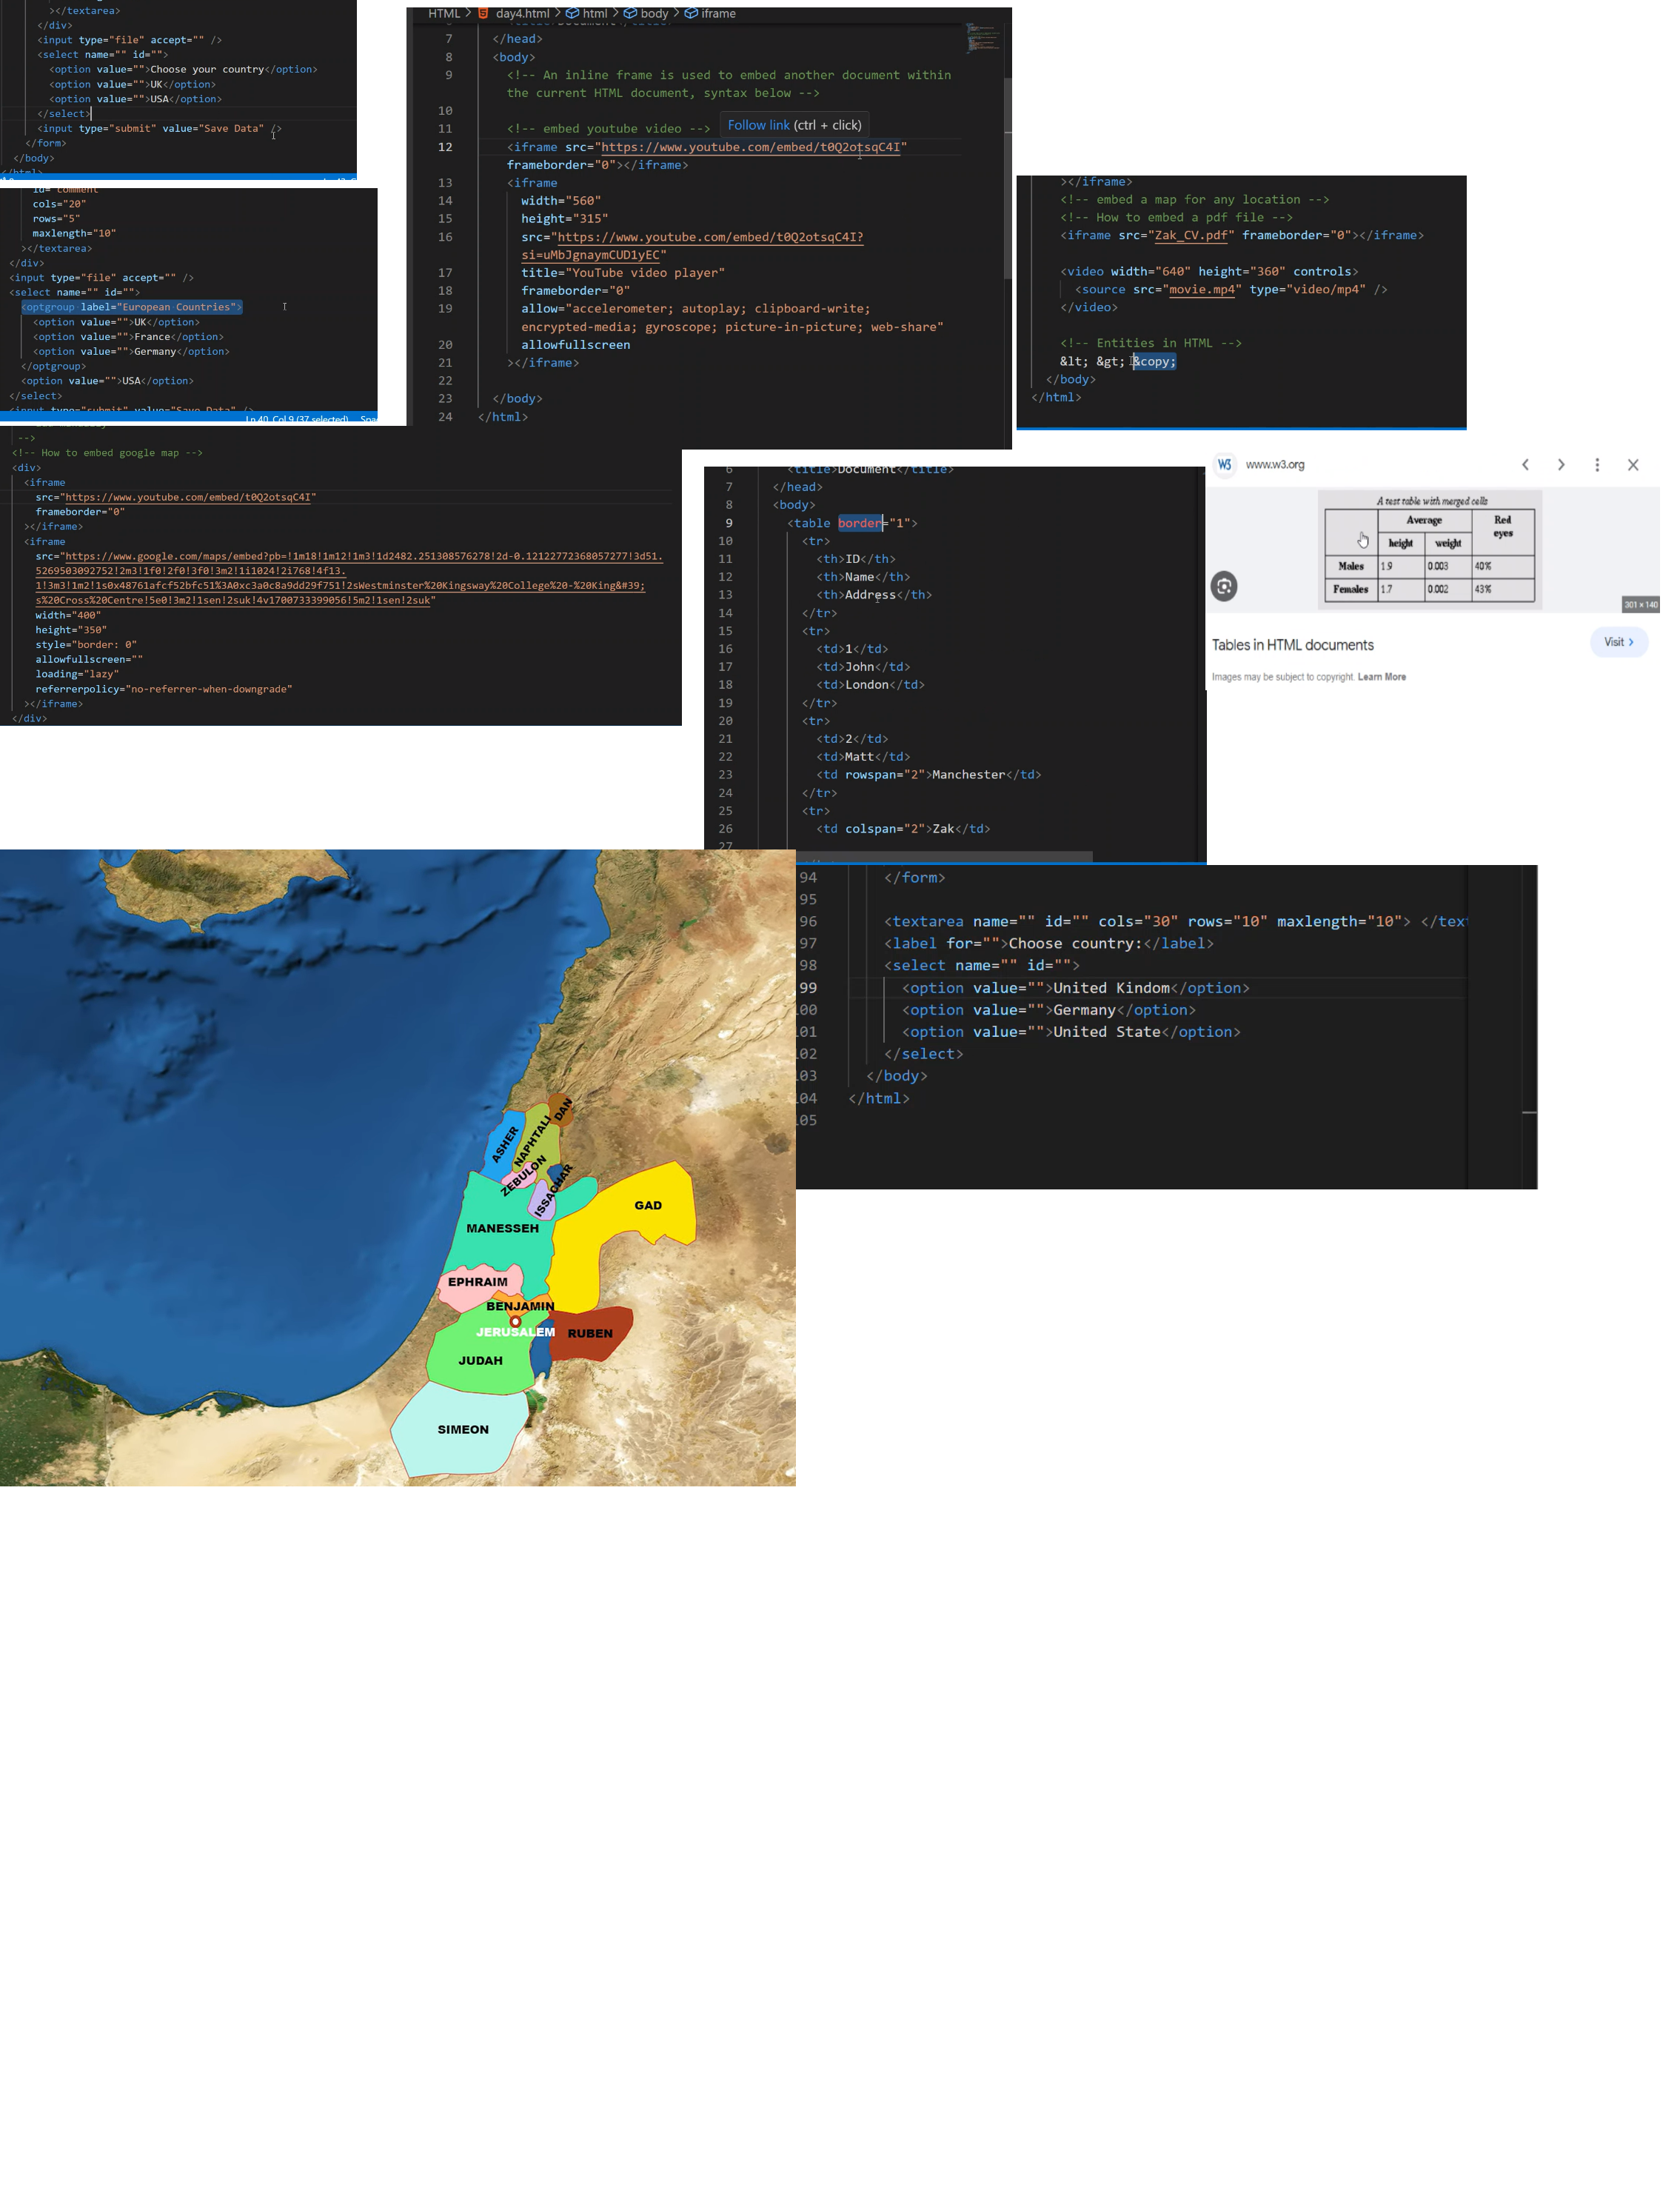 ></textarea>
</div>
<input type="file" accept="" />
<select name="" id="">
<option value="">Choose your country</option>
<option value="">UK</option>
<option value="">USA</option>
</select>
<input type="submit" value="Save Data" />
</form>
</body>
</html>
id="comment"
cols="20"
rows="5"
maxlength="10"
></textarea>
</div>
<input type="file" accept="" />
<select name="" id="">
<optgroup label="European Countries">
<option value="">UK</option>
<option value="">France</option>
<option value="">Germany</option>
</optgroup>
<option value="">USA</option>
</select>
<input type="submit" value="Save Data" />
Ln 40, Col 9 (37 selected) Spa
HTML > day4.html > html > body > iframe
<title>Document</title>
7 </head>
8 <body>
9 <!-- An inline frame is used to embed another document within
the current HTML document, syntax below -->
10
11 <!-- embed youtube video -->
Follow link (ctrl + click)
12 <iframe src="https://www.youtube.com/embed/t0Q2otsqC4I"
frameborder="0"></iframe>
13 <iframe
14 width="560"
15 height="315"
16 src="https://www.youtube.com/embed/t0Q2otsqC4I?
si=uMbJgnaymCUD1yEC"
17 title="YouTube video player"
18 frameborder="0"
19 allow="accelerometer; autoplay; clipboard-write;
encrypted-media; gyroscope; picture-in-picture; web-share"
20 allowfullscreen
21 ></iframe>
22
23 </body>
24 </html>
></iframe>
<!-- embed a map for any location -->
<!-- How to embed a pdf file -->
<iframe src="Zak_CV.pdf" frameborder="0"></iframe>
<video width="640" height="360" controls>
<source src="movie.mp4" type="video/mp4" />
</video>
<!-- Entities in HTML -->
&lt; &gt; &copy;
</body>
</html>
-->
<!-- How to embed google map -->
<div>
<iframe
src="https://www.youtube.com/embed/t0Q2otsqC4I"
frameborder="0"
></iframe>
<iframe
src="https://www.google.com/maps/embed?pb=!1m18!1m12!1m3!1d2482.251308576278!2d-0.12122772368057277!3d51.
5269503092752!2m3!1f0!2f0!3f0!3m2!1i1024!2i768!4f13.
1!3m3!1m2!1s0x48761afcf52bfc51%3A0xc3a0c8a9dd29f751!2sWestminster%20Kingsway%20College%20-%20King&#39;
s%20Cross%20Centre!5e0!3m2!1sen!2suk!4v1700733399056!5m2!1sen!2suk"
width="400"
height="350"
style="border: 0"
allowfullscreen=""
loading="lazy"
referrerpolicy="no-referrer-when-downgrade"
></iframe>
</div>
6 <title>Document</title>
7 </head>
8 <body>
9 <table border="1">
10 <tr>
11 <th>ID</th>
12 <th>Name</th>
13 <th>Address</th>
14 </tr>
15 <tr>
16 <td>1</td>
17 <td>John</td>
18 <td>London</td>
19 </tr>
20 <tr>
21 <td>2</td>
22 <td>Matt</td>
23 <td rowspan="2">Manchester</td>
24 </tr>
25 <tr>
26 <td colspan="2">Zak</td>
27
W3 www.w3.org
A test table with merged cells
Average Red eyes
height weight
Males 1.9 0.003 40%
Females 1.7 0.002 43%
301 × 140
Tables in HTML documents
Visit >
Images may be subject to copyright. Learn More
94 </form>
95
96 <textarea name="" id="" cols="30" rows="10" maxlength="10"> </text
97 <label for="">Choose country:</label>
98 <select name="" id="">
99 <option value="">United Kindom</option>
100 <option value="">Germany</option>
101 <option value="">United State</option>
102 </select>
103 </body>
104 </html>
105
DAN
ASHER
NAPHTALI
ZEBULON
ISSACHAR
GAD
MANESSEH
EPHRAIM
BENJAMIN
JERUSALEM
RUBEN
JUDAH
SIMEON